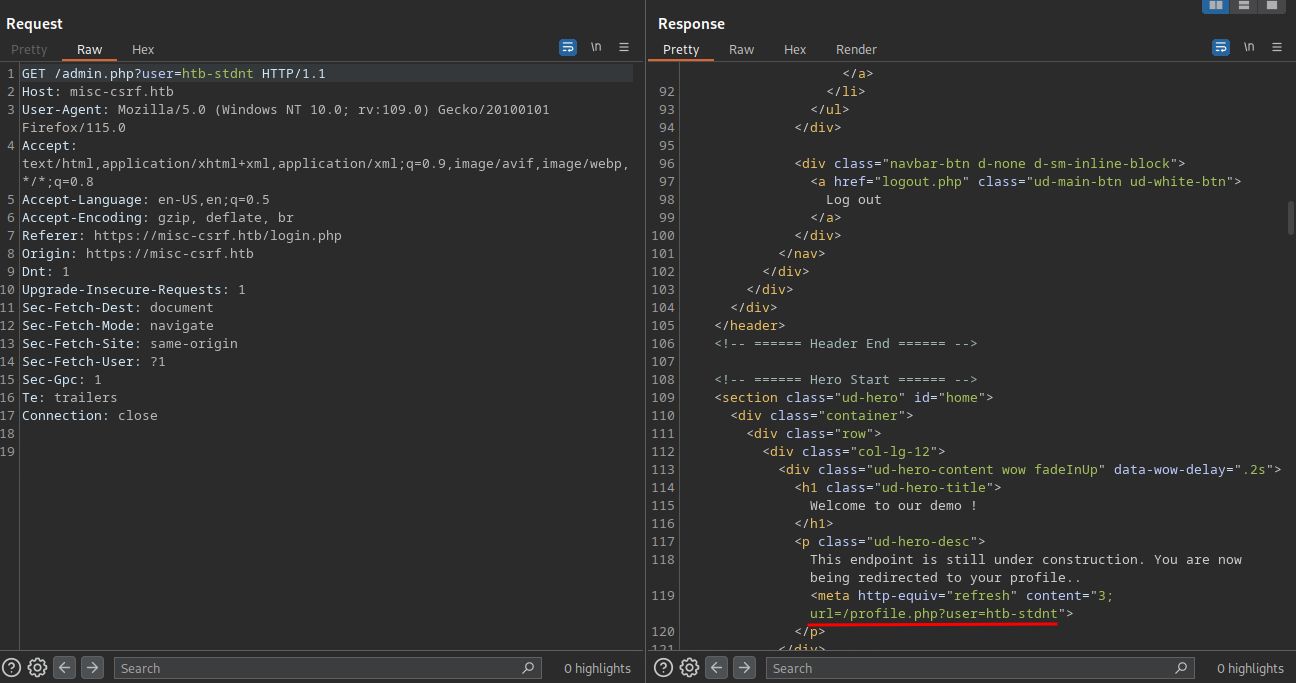 Request
Pretty Raw Hex \n
1 GET /admin.php?user=htb-stdnt HTTP/1.1
2 Host: misc-csrf.htb
3 User-Agent: Mozilla/5.0 (Windows NT 10.0; rv:109.0) Gecko/20100101
Firefox/115.0
4 Accept:
text/html,application/xhtml+xml,application/xml;q=0.9,image/avif,image/webp,
*/*;q=0.8
5 Accept-Language: en-US,en;q=0.5
6 Accept-Encoding: gzip, deflate, br
7 Referer: https://misc-csrf.htb/login.php
8 Origin: https://misc-csrf.htb
9 Dnt: 1
10 Upgrade-Insecure-Requests: 1
11 Sec-Fetch-Dest: document
12 Sec-Fetch-Mode: navigate
13 Sec-Fetch-Site: same-origin
14 Sec-Fetch-User: ?1
15 Sec-Gpc: 1
16 Te: trailers
17 Connection: close
18
19
Search 0 highlights
Response
Pretty Raw Hex Render \n
</a>
92 </li>
93 </ul>
94 </div>
95
96 <div class="navbar-btn d-none d-sm-inline-block">
97 <a href="logout.php" class="ud-main-btn ud-white-btn">
98 Log out
99 </a>
100 </div>
101 </nav>
102 </div>
103 </div>
104 </div>
105 </header>
106 <!-- ====== Header End ====== -->
107
108 <!-- ====== Hero Start ====== -->
109 <section class="ud-hero" id="home">
110 <div class="container">
111 <div class="row">
112 <div class="col-lg-12">
113 <div class="ud-hero-content wow fadeInUp" data-wow-delay=".2s">
114 <h1 class="ud-hero-title">
115 Welcome to our demo !
116 </h1>
117 <p class="ud-hero-desc">
118 This endpoint is still under construction. You are now
being redirected to your profile..
119 <meta http-equiv="refresh" content="3;
url=/profile.php?user=htb-stdnt">
120 </p>
121 </div>
Search 0 highlights